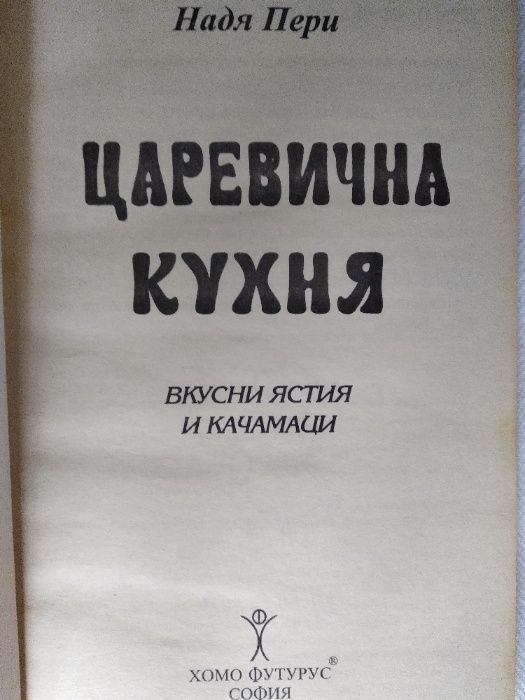 Надя Пери
ЦАРЕВИЧНА
КУХНЯ
ВКУСНИ ЯСТИЯ
И КАЧАМАЦИ
ХОМО ФУТУРУС®
СОФИЯ